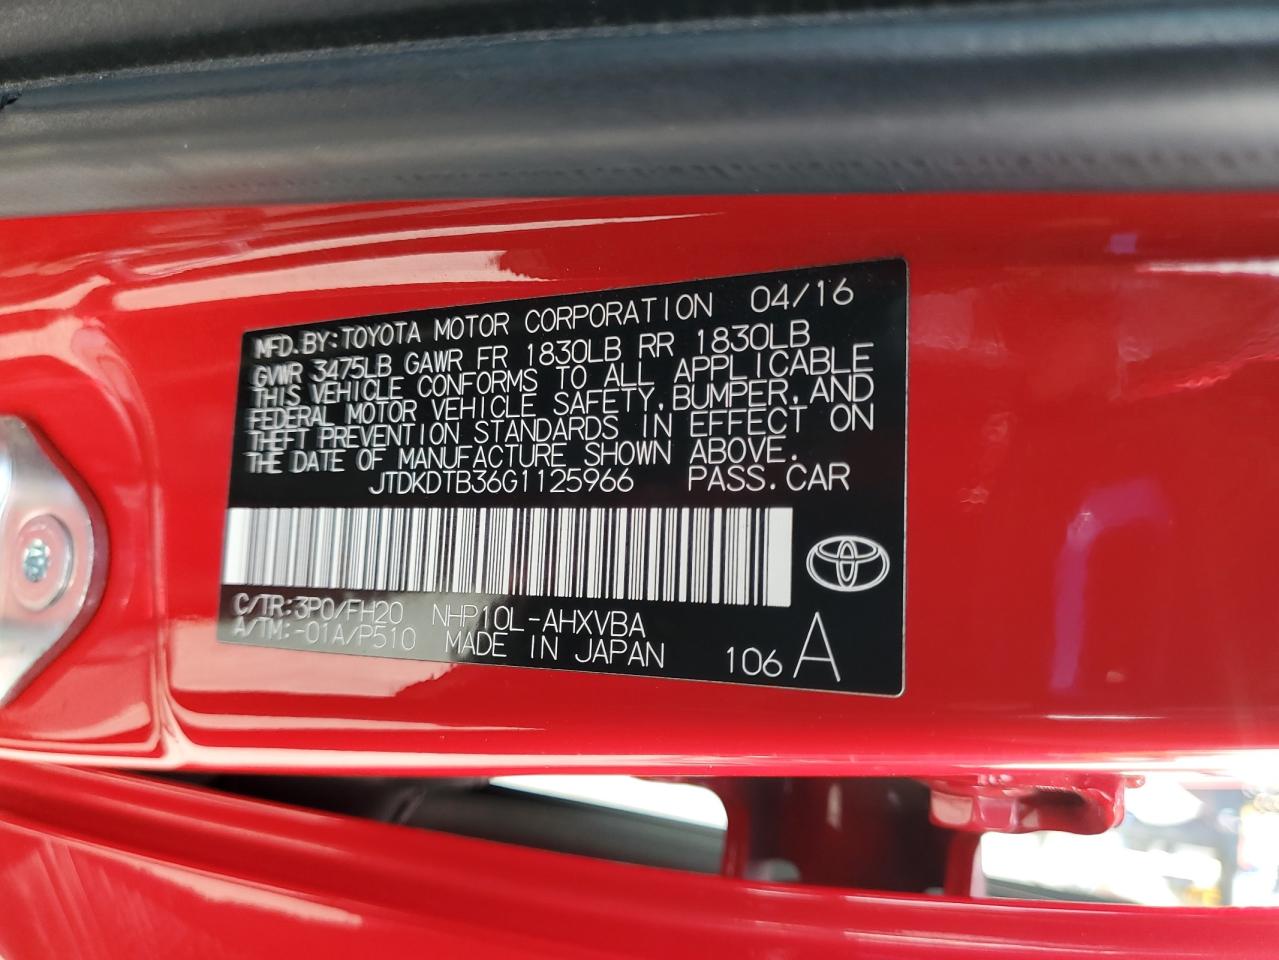 MFD.BY:TOYOTA MOTOR CORPORATION 04/16
GVWR 3475LB GAWR FR 1830LB RR 1830LB
THIS VEHICLE CONFORMS TO ALL APPLICABLE
FEDERAL MOTOR VEHICLE SAFETY,BUMPER,AND
THEFT PREVENTION STANDARDS IN EFFECT ON
THE DATE OF MANUFACTURE SHOWN ABOVE.
JTDKDTB36G1125966 PASS.CAR
C/TR:3P0/FH20 NHP10L-AHXVBA
A/TM:-01A/P510 MADE IN JAPAN 106 A